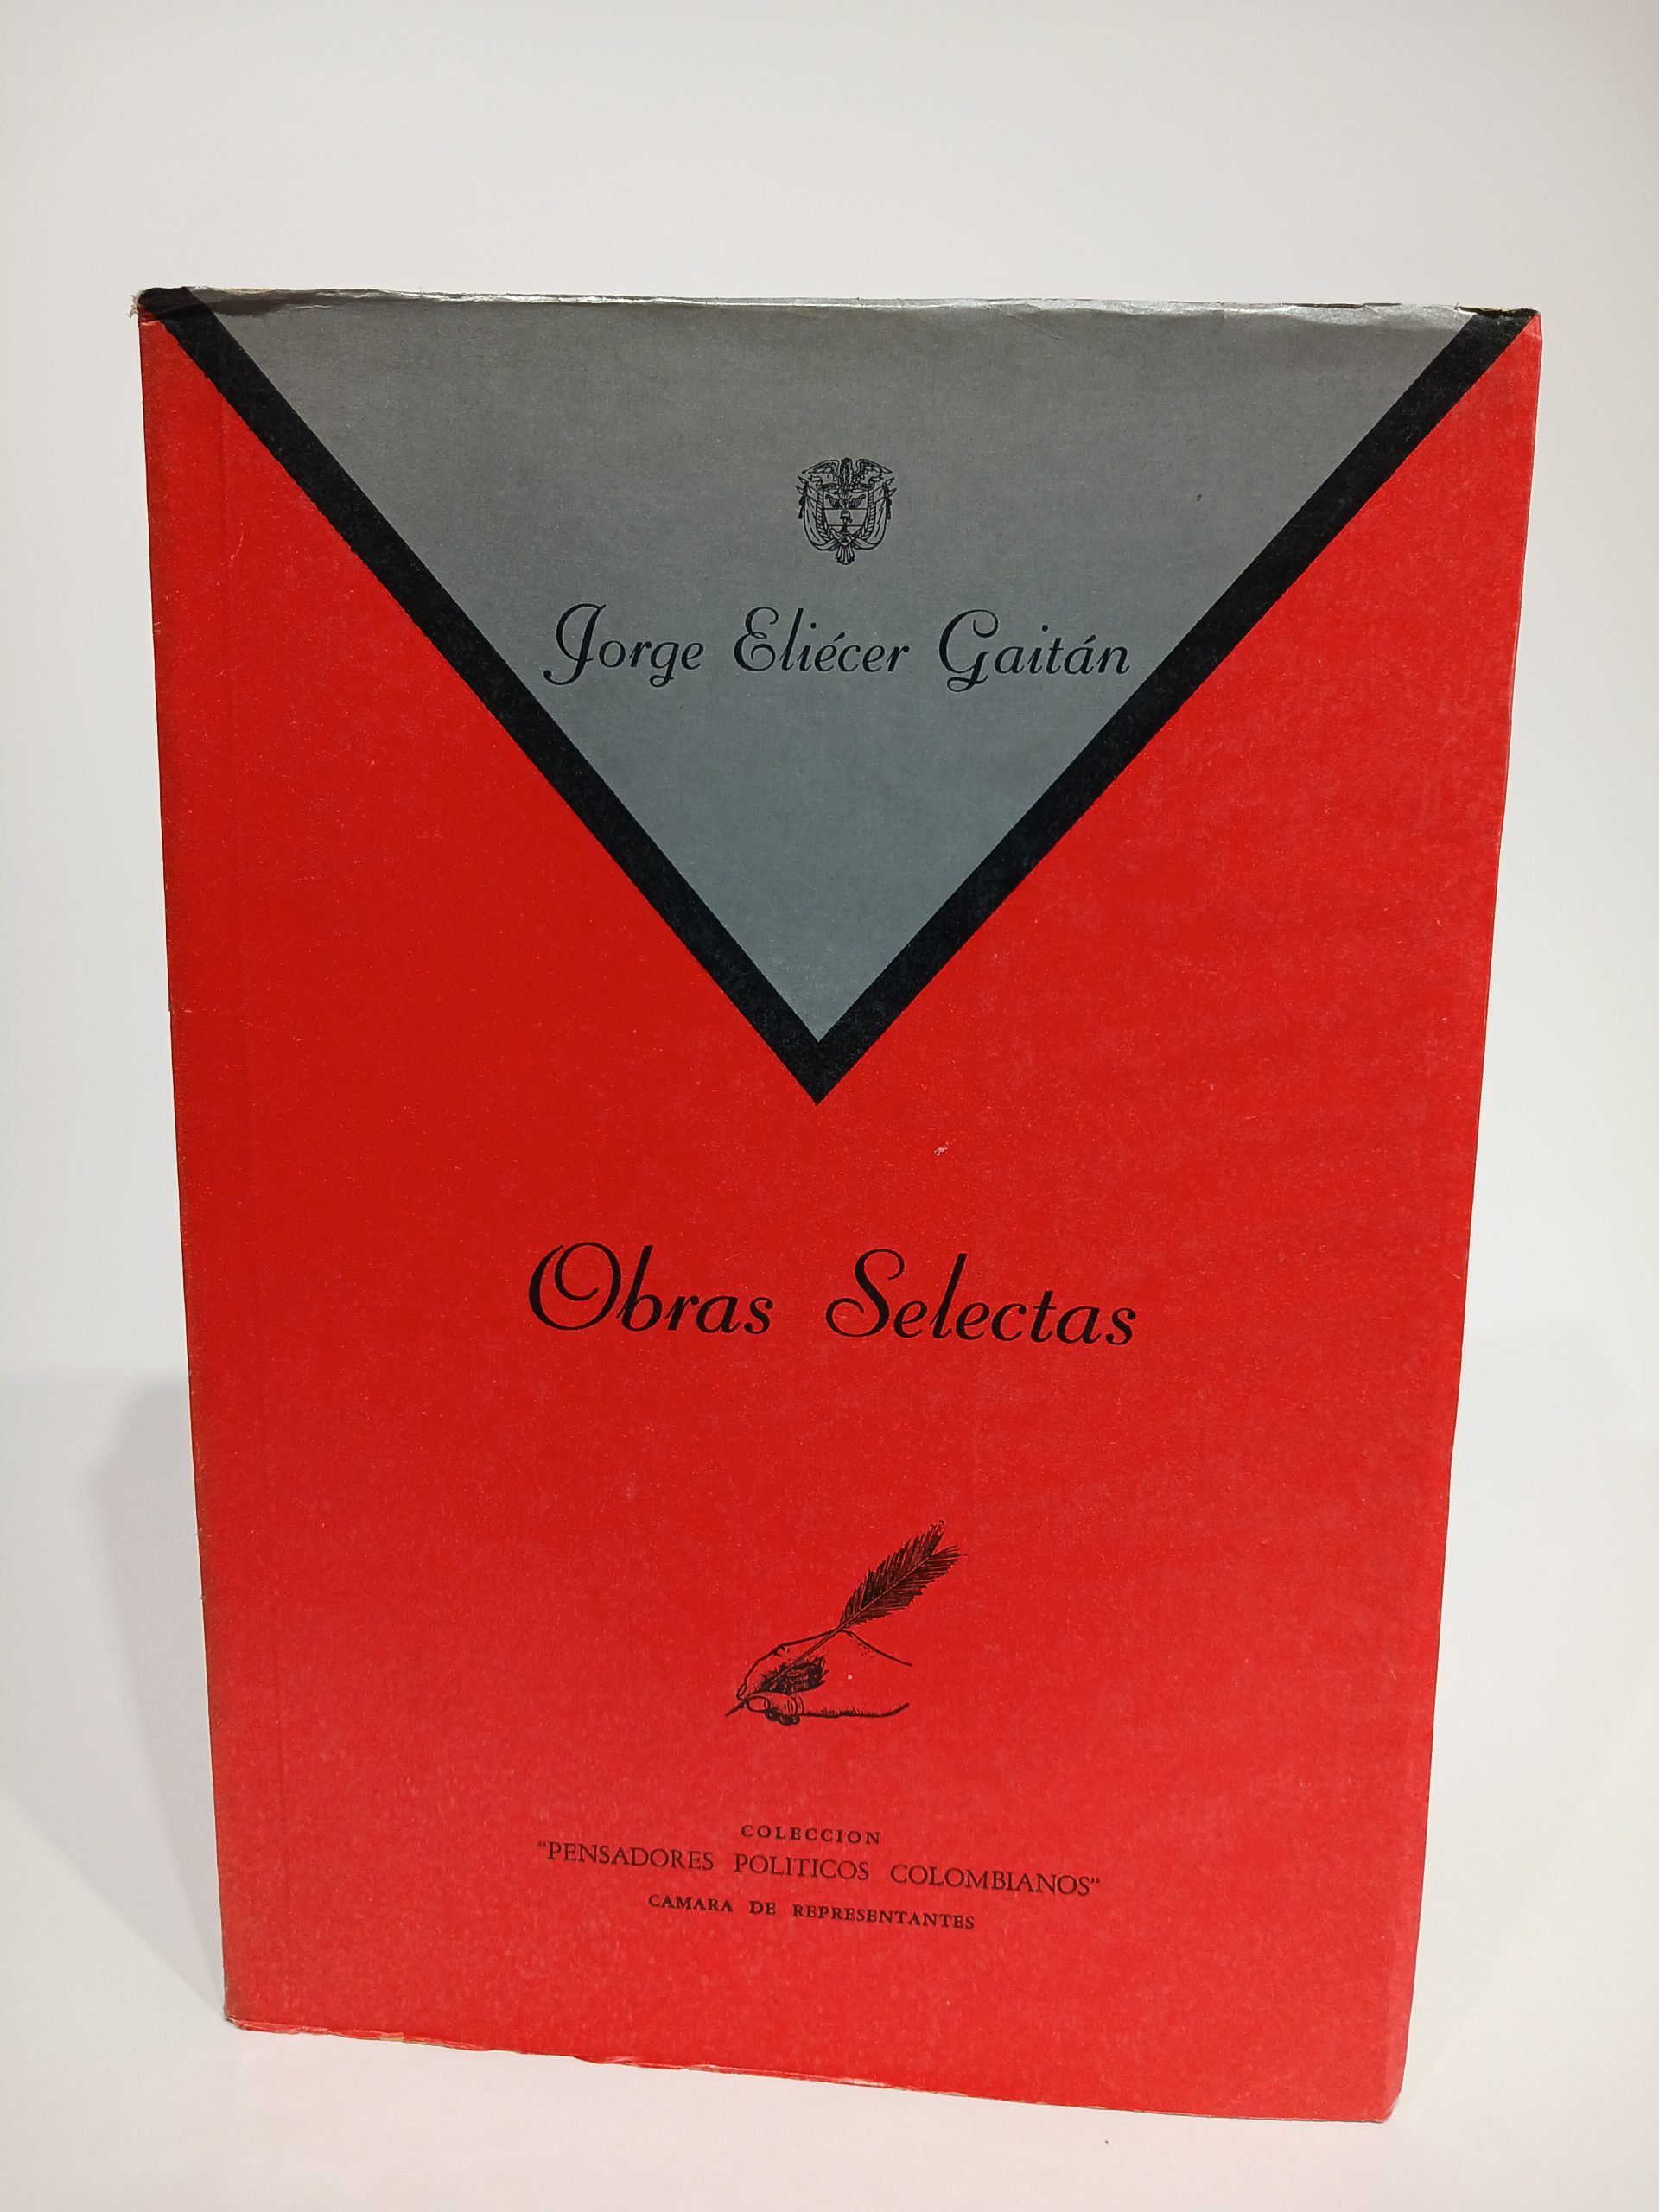 Jorge Eliécer Gaitán
Obras Selectas
COLECCION
“PENSADORES POLITICOS COLOMBIANOS”
CAMARA DE REPRESENTANTES